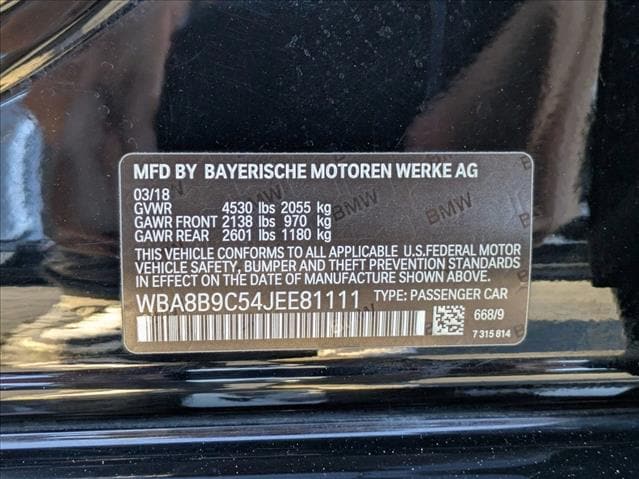 MFD BY BAYERISCHE MOTOREN WERKE AG
03/18
GVWR 4530 lbs 2055 kg
GAWR FRONT 2138 lbs 970 kg
GAWR REAR 2601 lbs 1180 kg
THIS VEHICLE CONFORMS TO ALL APPLICABLE U.S.FEDERAL MOTOR
VEHICLE SAFETY, BUMPER AND THEFT PREVENTION STANDARDS
IN EFFECT ON THE DATE OF MANUFACTURE SHOWN ABOVE.
WBA8B9C54JEE81111 TYPE: PASSENGER CAR
668/9
7 315 814
BMW
BMW